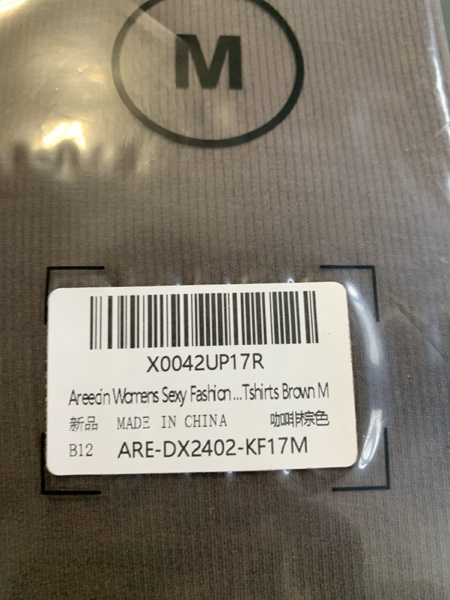 M
X0042UP17R
Areecin Womens Sexy Fashion ...Tshirts Brown M
新品 MADE IN CHINA 咖啡棕色
B12 ARE-DX2402-KF17M